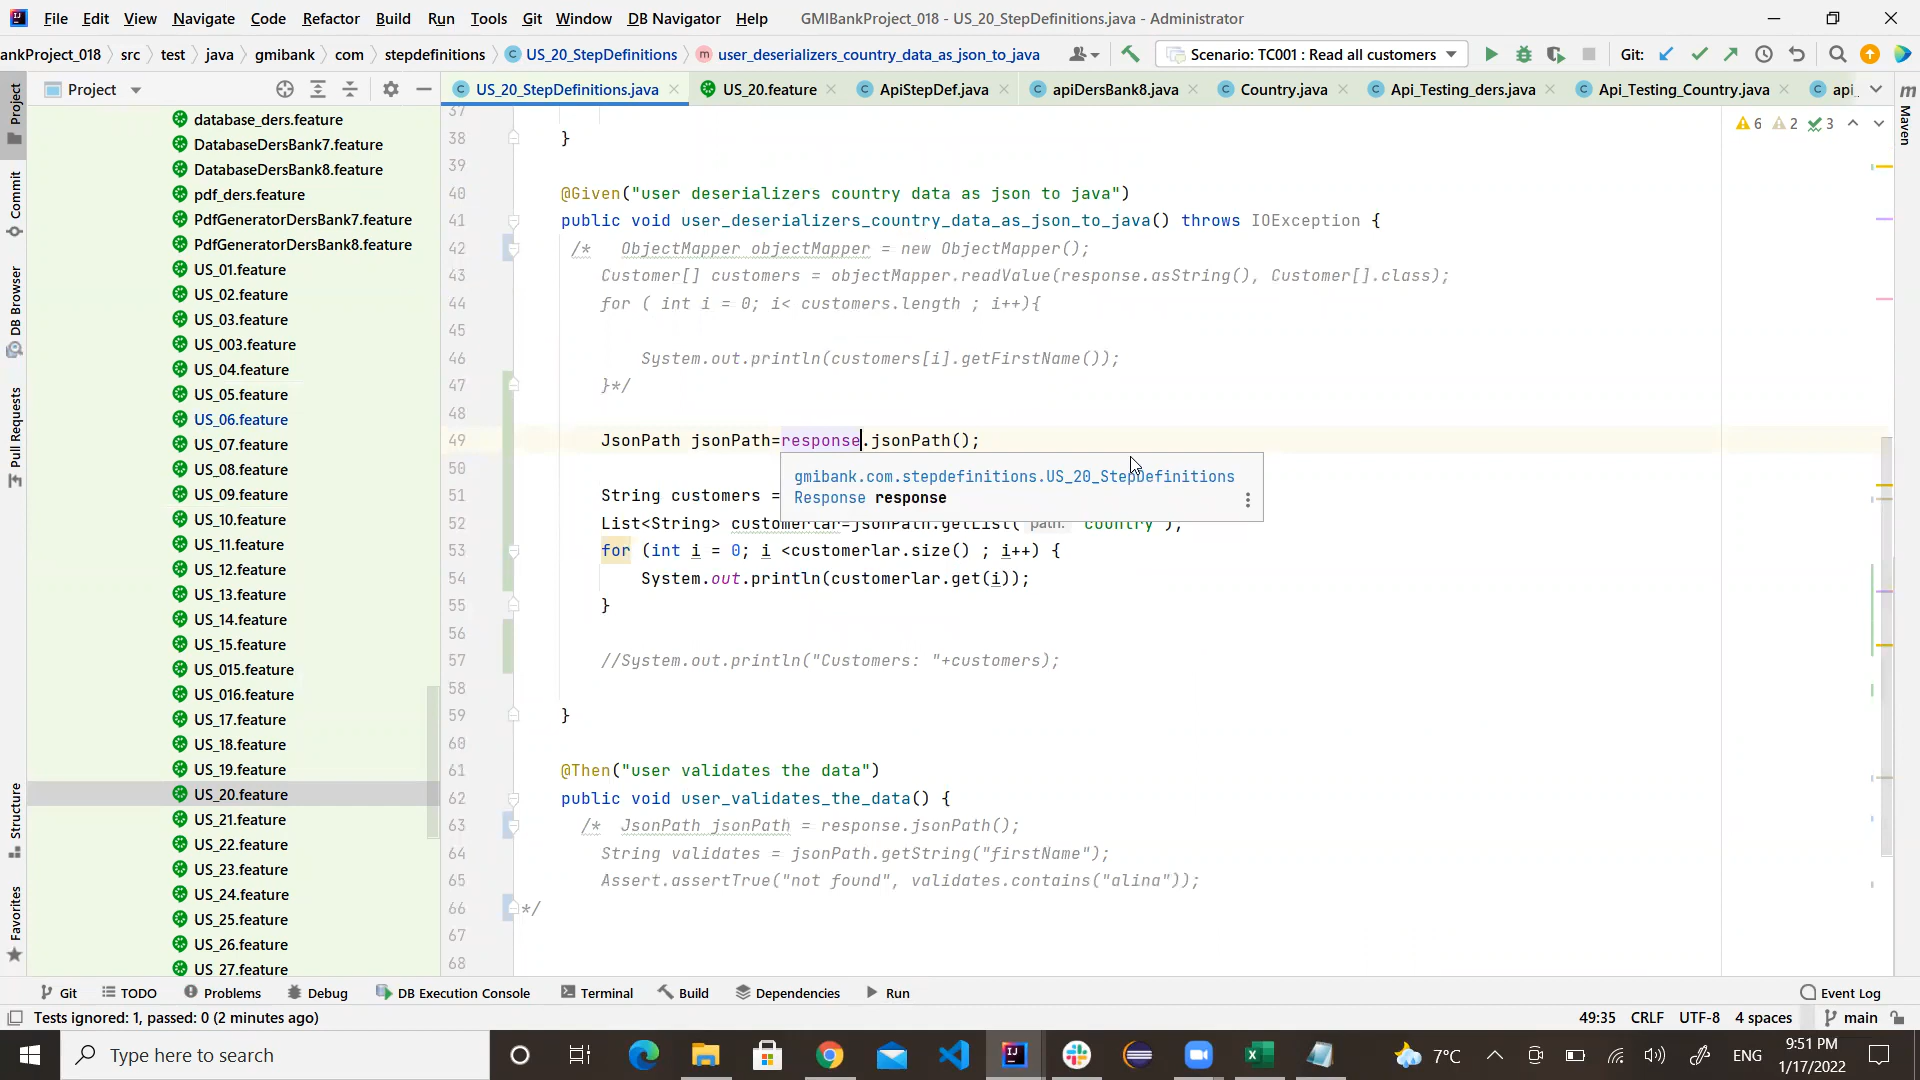 File Edit View Navigate Code Refactor Build Run Tools Git Window DB Navigator Help GMIBankProject_018 - US_20_StepDefinitions.java - Administrator
ankProject_018 src test java gmibank com stepdefinitions US_20_StepDefinitions user_deserializers_country_data_as_json_to_java Scenario: TC001 : Read all customers Git:
Project
US_20_StepDefinitions.java US_20.feature ApiStepDef.java apiDersBank8.java Country.java Api_Testing_ders.java Api_Testing_Country.java api_
6 2 3
Project
Commit
DB Browser
Pull Requests
Structure
Favorites
Maven
database_ders.feature
DatabaseDersBank7.feature
DatabaseDersBank8.feature
pdf_ders.feature
PdfGeneratorDersBank7.feature
PdfGeneratorDersBank8.feature
US_01.feature
US_02.feature
US_03.feature
US_003.feature
US_04.feature
US_05.feature
US_06.feature
US_07.feature
US_08.feature
US_09.feature
US_10.feature
US_11.feature
US_12.feature
US_13.feature
US_14.feature
US_15.feature
US_015.feature
US_016.feature
US_17.feature
US_18.feature
US_19.feature
US_20.feature
US_21.feature
US_22.feature
US_23.feature
US_24.feature
US_25.feature
US_26.feature
US_27.feature
37
38 }
39
40 @Given("user deserializers country data as json to java")
41 public void user_deserializers_country_data_as_json_to_java() throws IOException {
42 /* ObjectMapper objectMapper = new ObjectMapper();
43 Customer[] customers = objectMapper.readValue(response.asString(), Customer[].class);
44 for ( int i = 0; i< customers.length ; i++){
45
46 System.out.println(customers[i].getFirstName());
47 }*/
48
49 JsonPath jsonPath=response.jsonPath();
50
gmibank.com.stepdefinitions.US_20_StepDefinitions
Response response
51 String customers =
52 List<String> customerlar=jsonPath.getList( path: "country");
53 for (int i = 0; i <customerlar.size() ; i++) {
54 System.out.println(customerlar.get(i));
55 }
56
57 //System.out.println("Customers: "+customers);
58
59 }
60
61 @Then("user validates the data")
62 public void user_validates_the_data() {
63 /* JsonPath jsonPath = response.jsonPath();
64 String validates = jsonPath.getString("firstName");
65 Assert.assertTrue("not found", validates.contains("alina"));
66 */
67
68
Git TODO Problems Debug DB Execution Console Terminal Build Dependencies Run Event Log
Tests ignored: 1, passed: 0 (2 minutes ago) 49:35 CRLF UTF-8 4 spaces main
Type here to search 7°C ENG 9:51 PM
1/17/2022